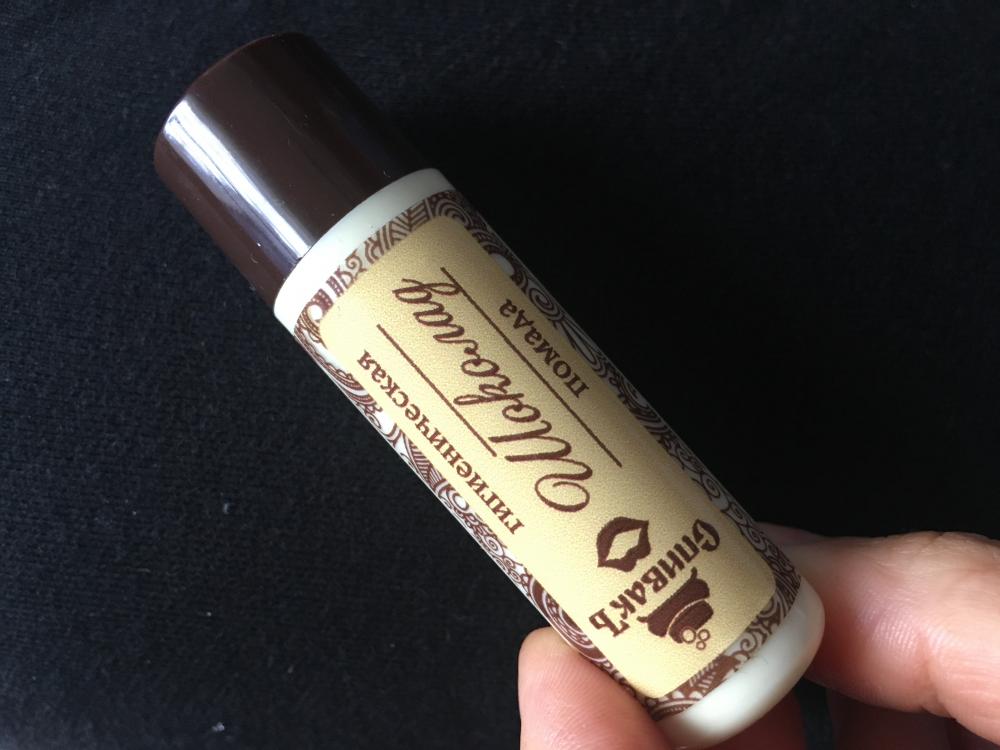 СпивакЪ
гигиеническая
Шоколад
помада